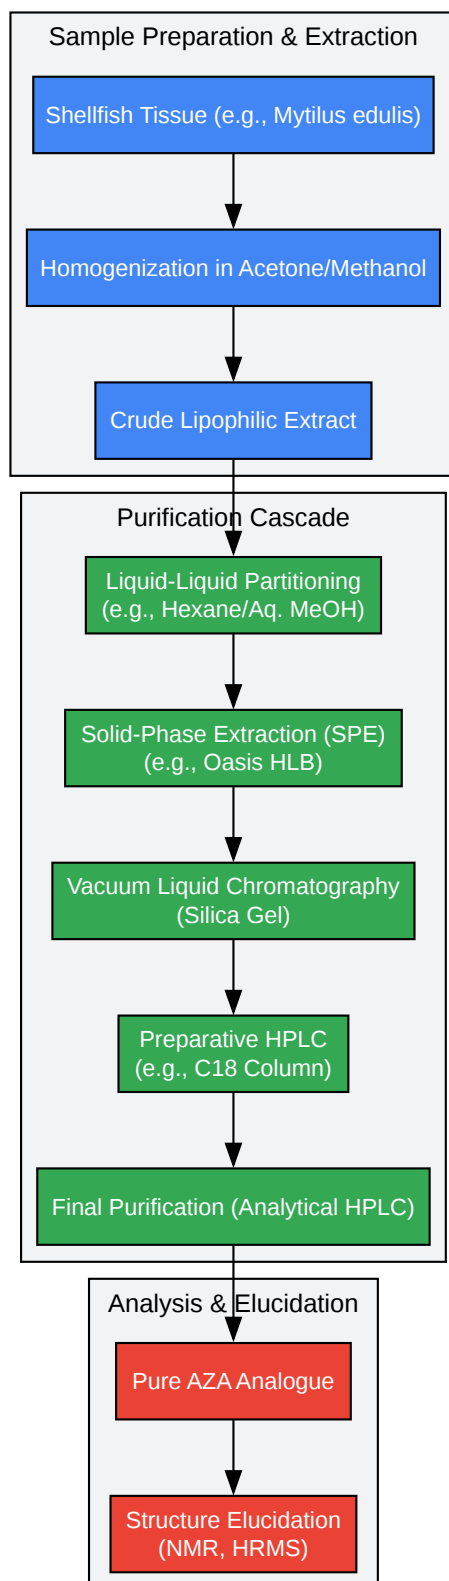 Sample Preparation & Extraction
Shellfish Tissue (e.g., Mytilus edulis)
Homogenization in Acetone/Methanol
Crude Lipophilic Extract
Purification Cascade
Liquid-Liquid Partitioning
(e.g., Hexane/Aq. MeOH)
Solid-Phase Extraction (SPE)
(e.g., Oasis HLB)
Vacuum Liquid Chromatography
(Silica Gel)
Preparative HPLC
(e.g., C18 Column)
Final Purification (Analytical HPLC)
Analysis & Elucidation
Pure AZA Analogue
Structure Elucidation
(NMR, HRMS)